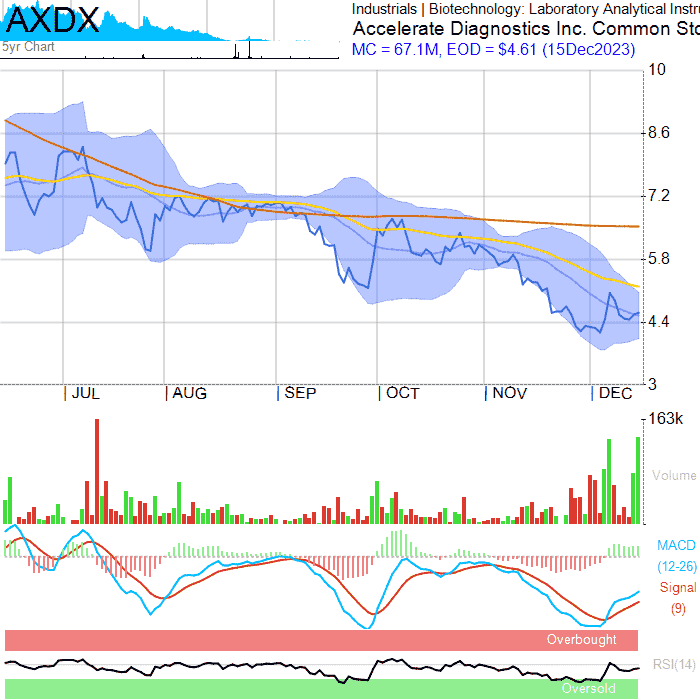 AXDX
5yr Chart
Industrials | Biotechnology: Laboratory Analytical Instru
Accelerate Diagnostics Inc. Common Sto
MC = 67.1M, EOD = $4.61 (15Dec2023)
10
8.6
7.2
5.8
4.4
3
JUL
AUG
SEP
OCT
NOV
DEC
163k
Volume
MACD
(12-26)
Signal
(9)
Overbought
RSI(14)
Oversold